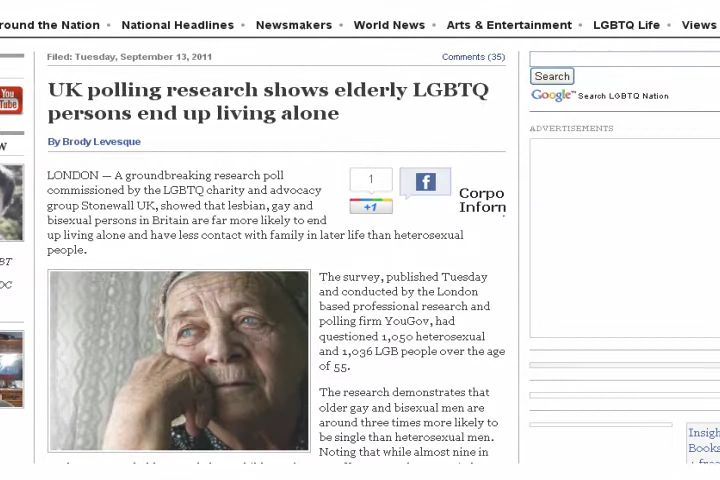 round the Nation • National Headlines • Newsmakers • World News • Arts & Entertainment • LGBTQ Life • Views
Filed: Tuesday, September 13, 2011
Comments (35)
UK polling research shows elderly LGBTQ
persons end up living alone
By Brody Levesque
LONDON — A groundbreaking research poll
commissioned by the LGBTQ charity and advocacy
group Stonewall UK, showed that lesbian, gay and
bisexual persons in Britain are far more likely to end
up living alone and have less contact with family in later life than heterosexual
people.
1
+1
Corpo
Inforn
The survey, published Tuesday
and conducted by the London
based professional research and
polling firm YouGov, had
questioned 1,050 heterosexual
and 1,036 LGB people over the age
of 55.
The research demonstrates that
older gay and bisexual men are
around three times more likely to
be single than heterosexual men.
Noting that while almost nine in
You
Tube
W
BT
DC
Search
Google™ Search LGBTQ Nation
ADVERTISEMENTS
Insigh
Books